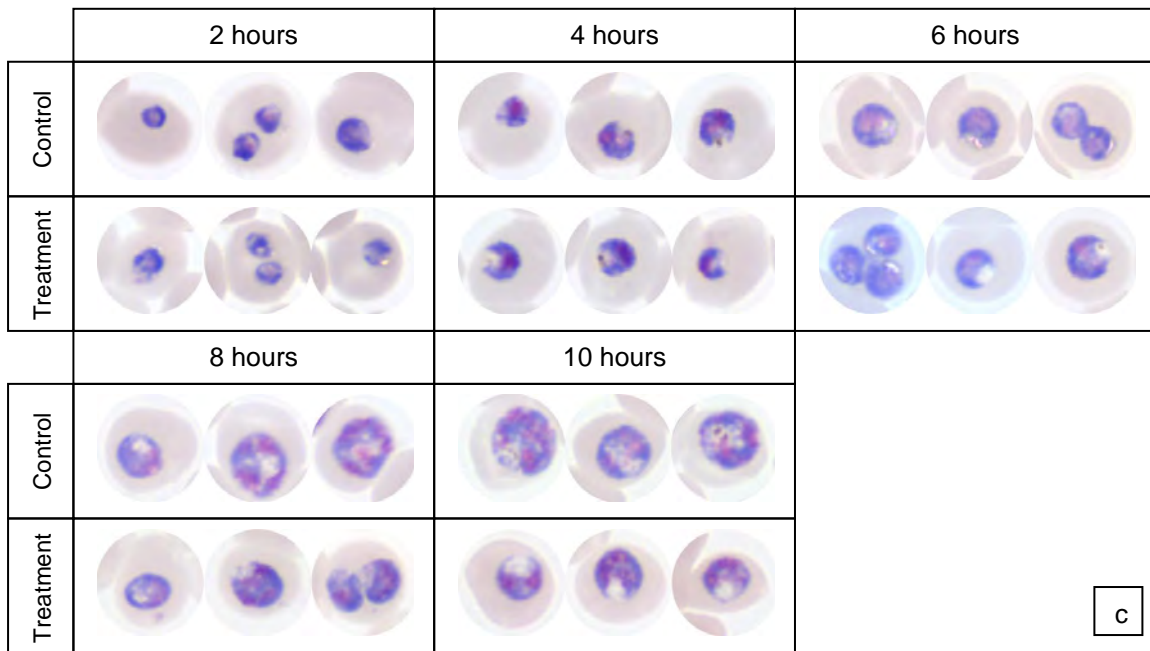 2 hours 4 hours 6 hours
Control
Treatment
8 hours 10 hours
Control
Treatment
c